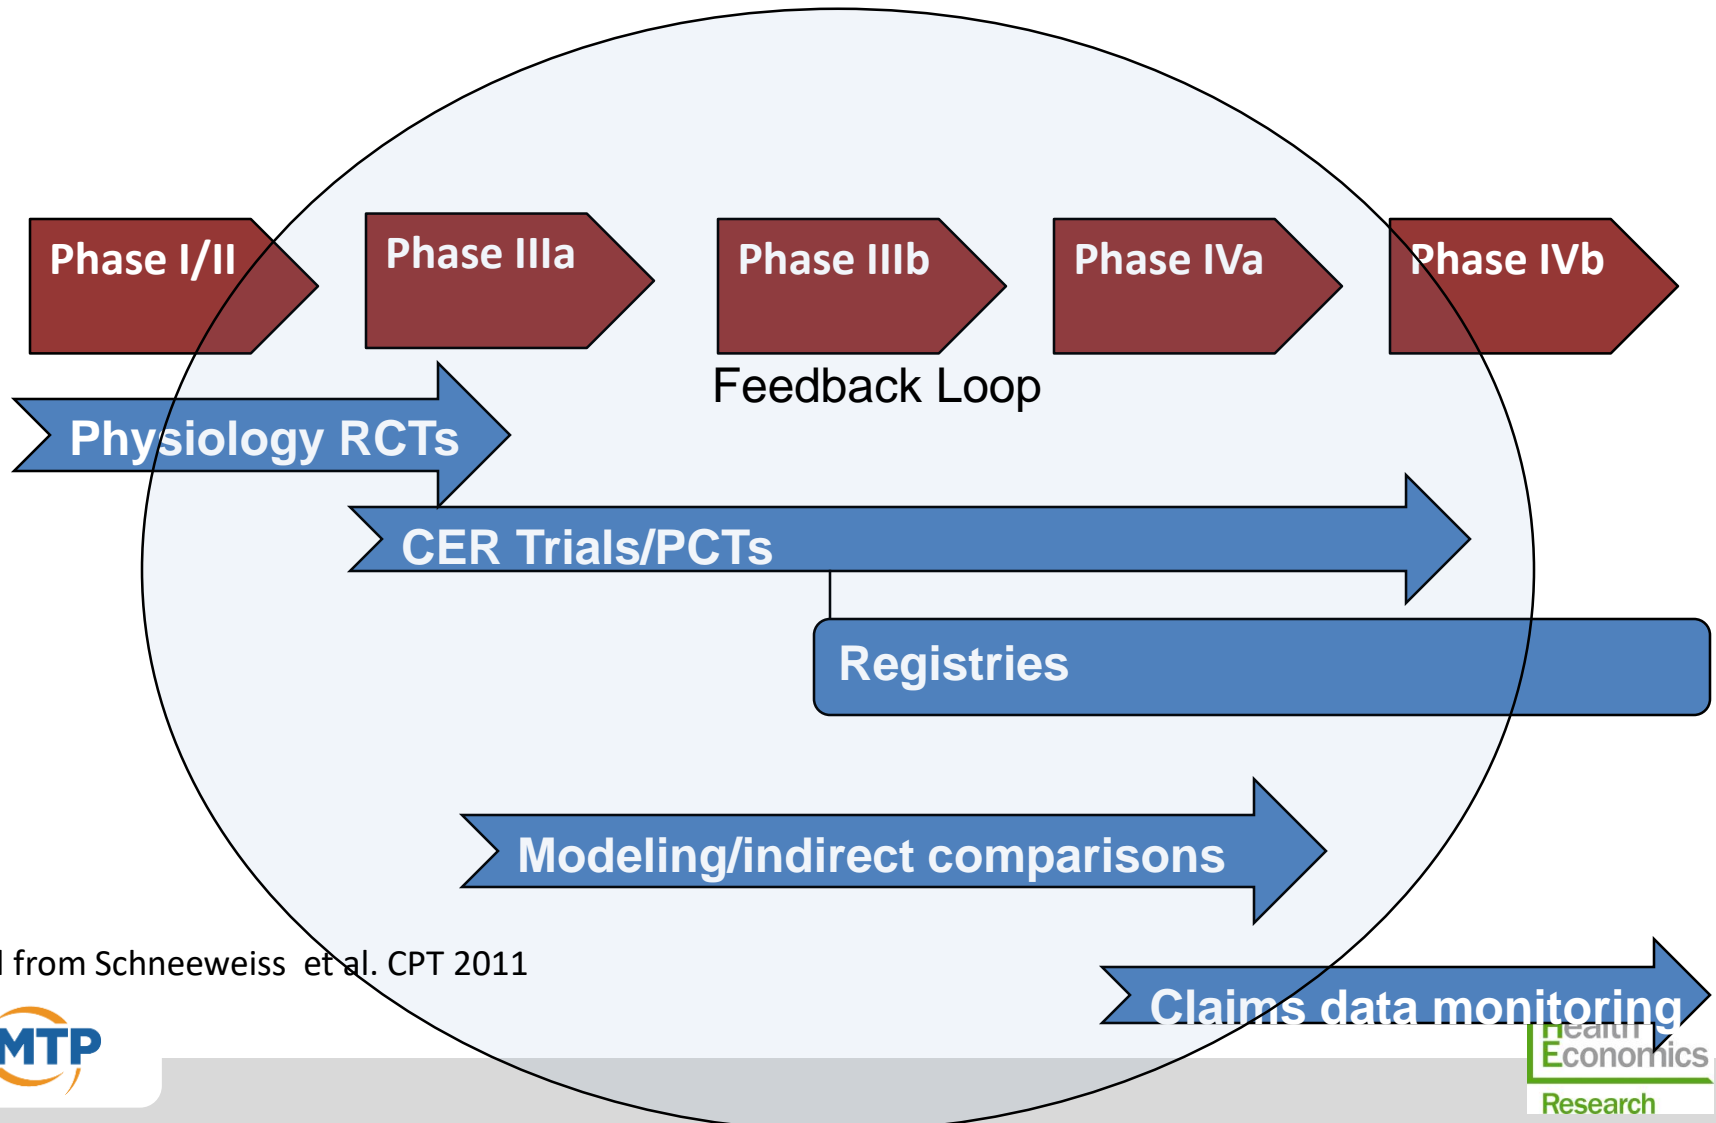 Phase I/II
Phase IIIa
Phase IIIb
Phase IVa
Phase IVb
Feedback Loop
Physiology RCTs
CER Trials/PCTs
Registries
Modeling/indirect comparisons
from Schneeweiss et al. CPT 2011
Claims data monitoring
MTP
Health
Economics
Research